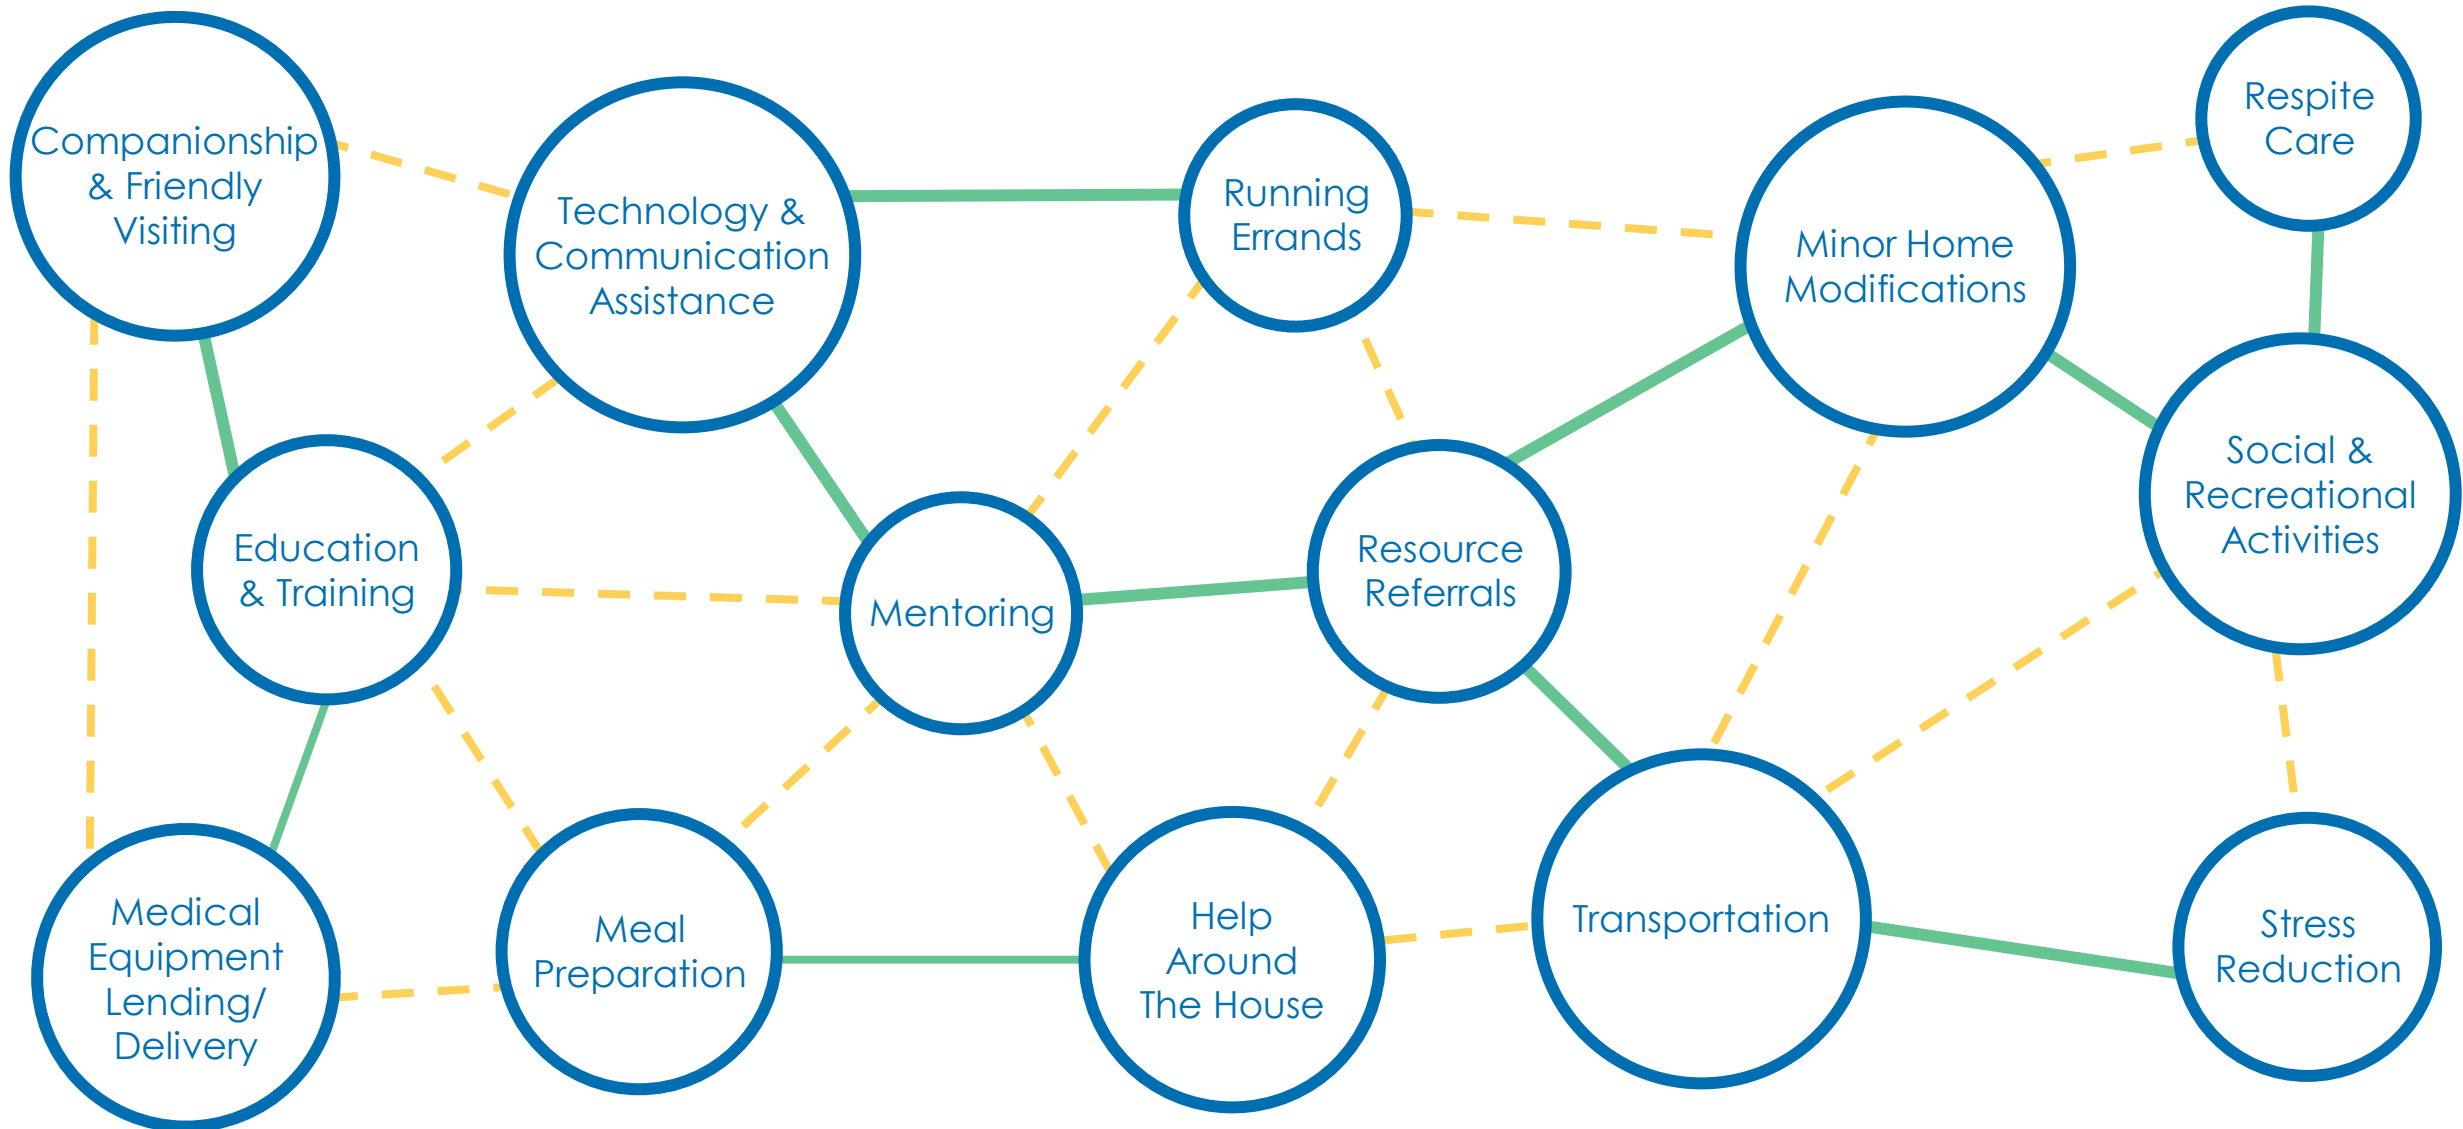 Companionship
& Friendly
Visiting
Technology &
Communication
Assistance
Running
Errands
Minor Home
Modifications
Respite
Care
Education
& Training
Mentoring
Resource
Referrals
Social &
Recreational
Activities
Medical
Equipment
Lending/
Delivery
Meal
Preparation
Help
Around
The House
Transportation
Stress
Reduction